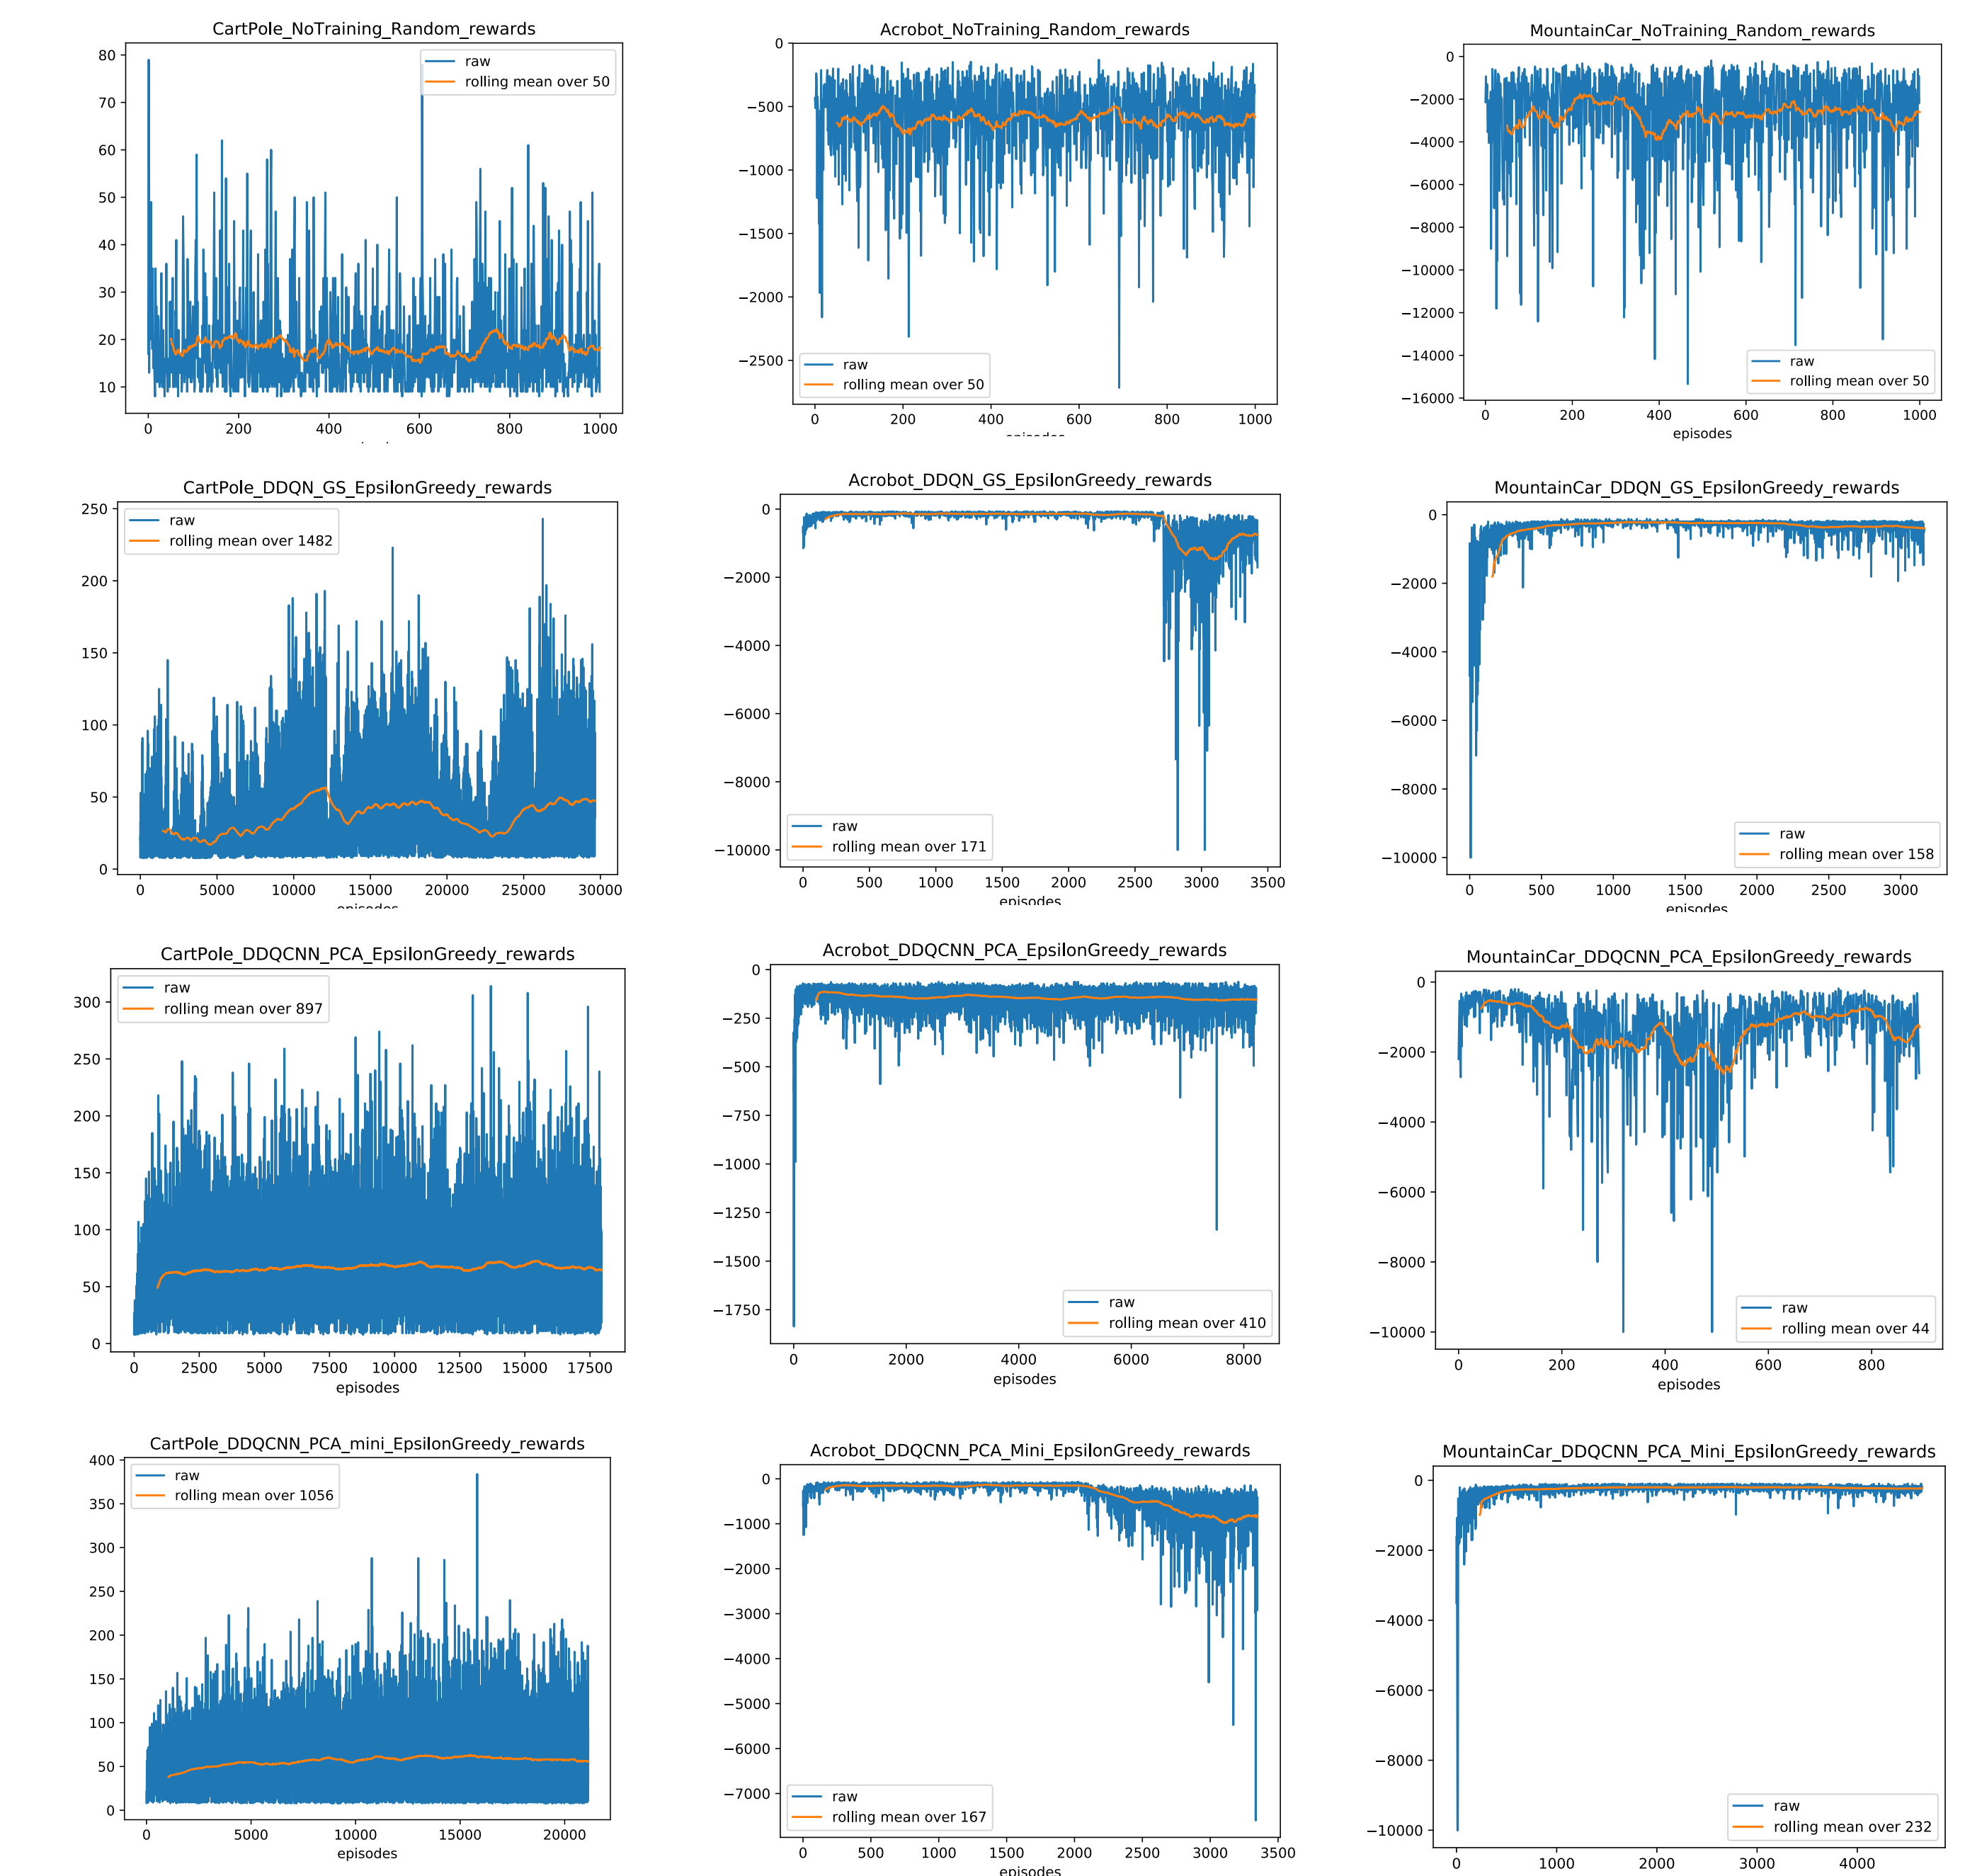 CartPole_NoTraining_Random_rewards
80
70
60
50
40
30
20
10
raw
rolling mean over 50
0 200 400 600 800 1000
Acrobot_NoTraining_Random_rewards
0
−500
−1000
−1500
−2000
−2500
raw
rolling mean over 50
0 200 400 600 800 1000
MountainCar_NoTraining_Random_rewards
0
−2000
−4000
−6000
−8000
−10000
−12000
−14000
−16000
raw
rolling mean over 50
0 200 400 600 800 1000
episodes
CartPole_DDQN_GS_EpsilonGreedy_rewards
250
200
150
100
50
0
raw
rolling mean over 1482
0 5000 10000 15000 20000 25000 30000
episodes
Acrobot_DDQN_GS_EpsilonGreedy_rewards
0
−2000
−4000
−6000
−8000
−10000
raw
rolling mean over 171
0 500 1000 1500 2000 2500 3000 3500
episodes
MountainCar_DDQN_GS_EpsilonGreedy_rewards
0
−2000
−4000
−6000
−8000
−10000
raw
rolling mean over 158
0 500 1000 1500 2000 2500 3000
episodes
CartPole_DDQCNN_PCA_EpsilonGreedy_rewards
300
250
200
150
100
50
0
raw
rolling mean over 897
0 2500 5000 7500 10000 12500 15000 17500
episodes
Acrobot_DDQCNN_PCA_EpsilonGreedy_rewards
0
−250
−500
−750
−1000
−1250
−1500
−1750
raw
rolling mean over 410
0 2000 4000 6000 8000
episodes
MountainCar_DDQCNN_PCA_EpsilonGreedy_rewards
0
−2000
−4000
−6000
−8000
−10000
raw
rolling mean over 44
0 200 400 600 800
episodes
CartPole_DDQCNN_PCA_mini_EpsilonGreedy_rewards
400
350
300
250
200
150
100
50
0
raw
rolling mean over 1056
0 5000 10000 15000 20000
episodes
Acrobot_DDQCNN_PCA_Mini_EpsilonGreedy_rewards
0
−1000
−2000
−3000
−4000
−5000
−6000
−7000
raw
rolling mean over 167
0 500 1000 1500 2000 2500 3000 3500
episodes
MountainCar_DDQCNN_PCA_Mini_EpsilonGreedy_rewards
0
−2000
−4000
−6000
−8000
−10000
raw
rolling mean over 232
0 1000 2000 3000 4000